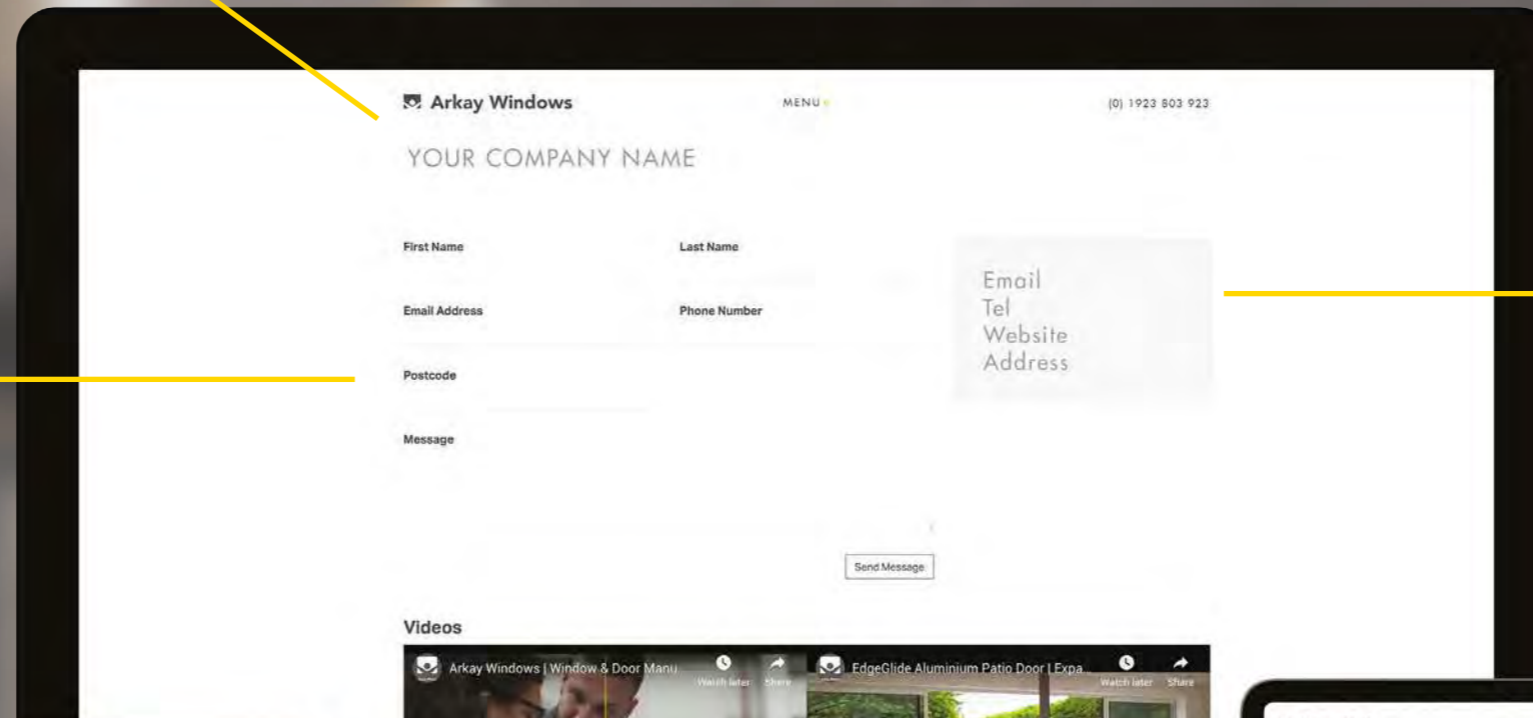 Arkay Windows MENU (0) 1923 803 923
YOUR COMPANY NAME
First Name Last Name
Email Address Phone Number
Postcode
Message
Email
Tel
Website
Address
Send Message
Videos
Arkay Windows | Window & Door Manu Watch later Share
EdgeGlide Aluminium Patio Door | Expa Watch later Share